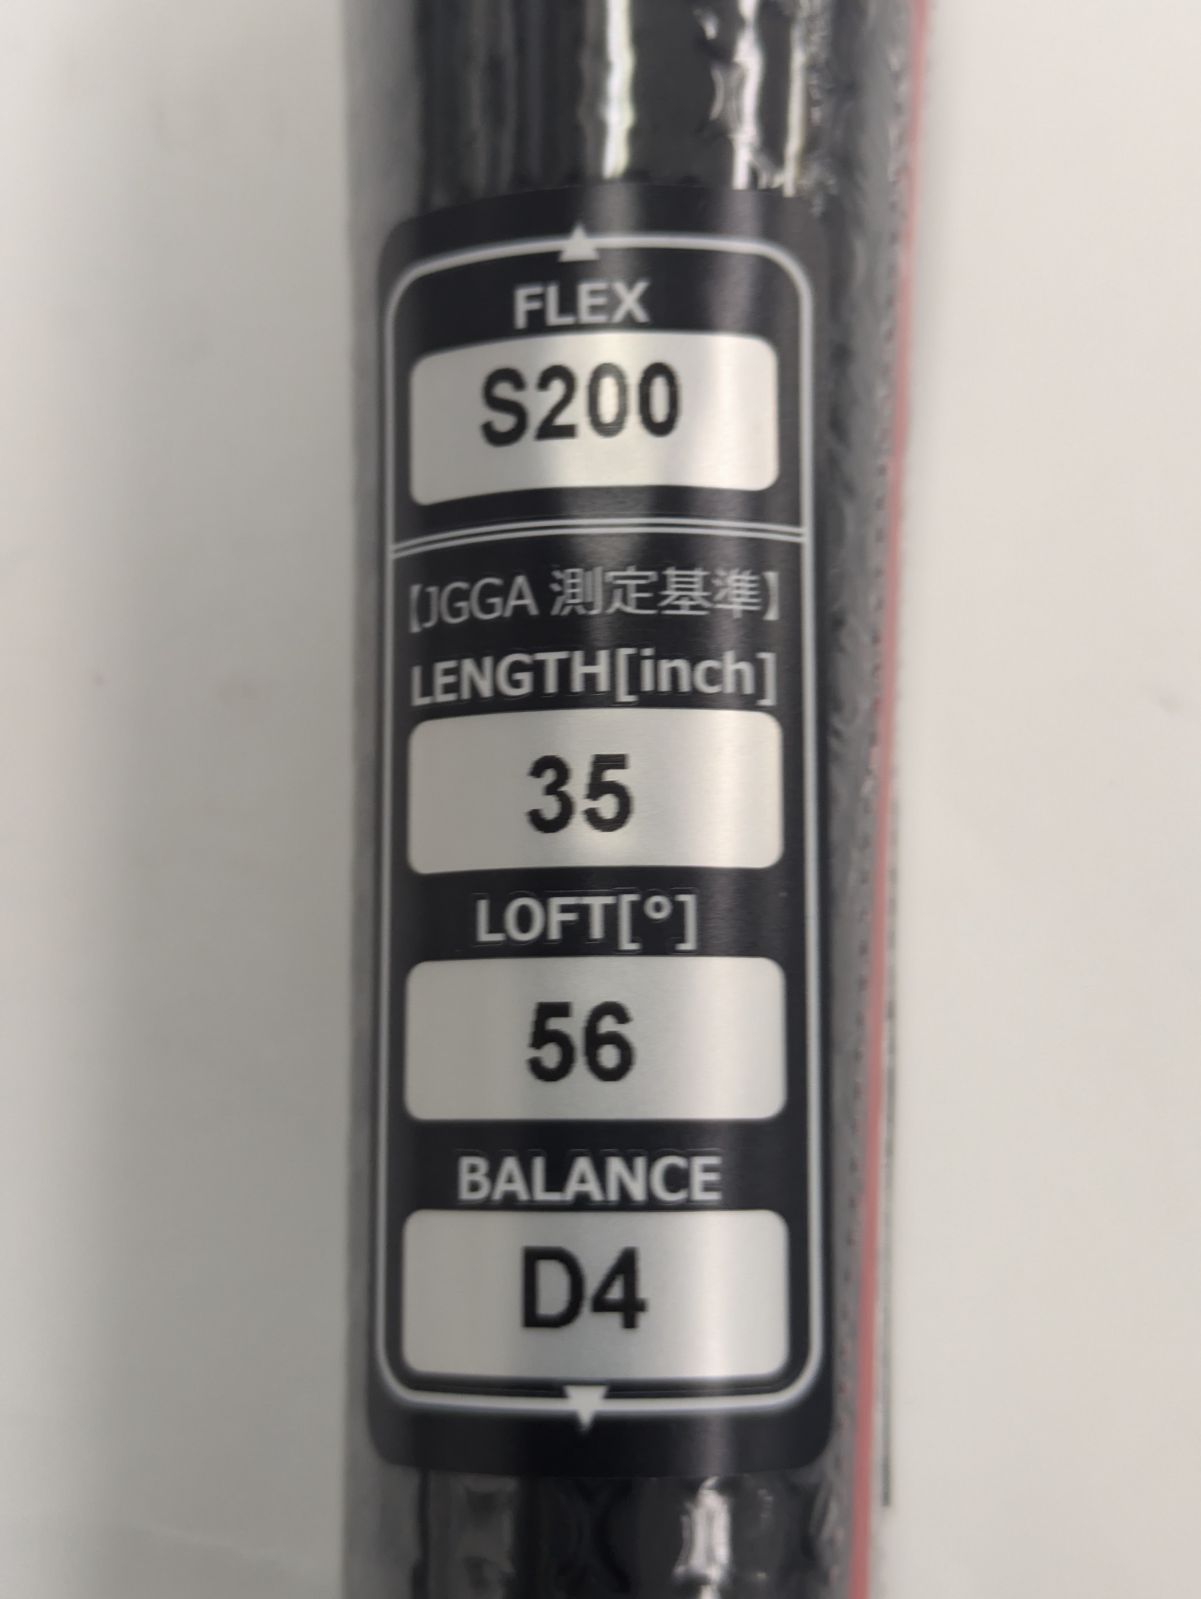 FLEX
S200
【JGGA 測定基準】
LENGTH[inch]
35
LOFT[°]
56
BALANCE
D4